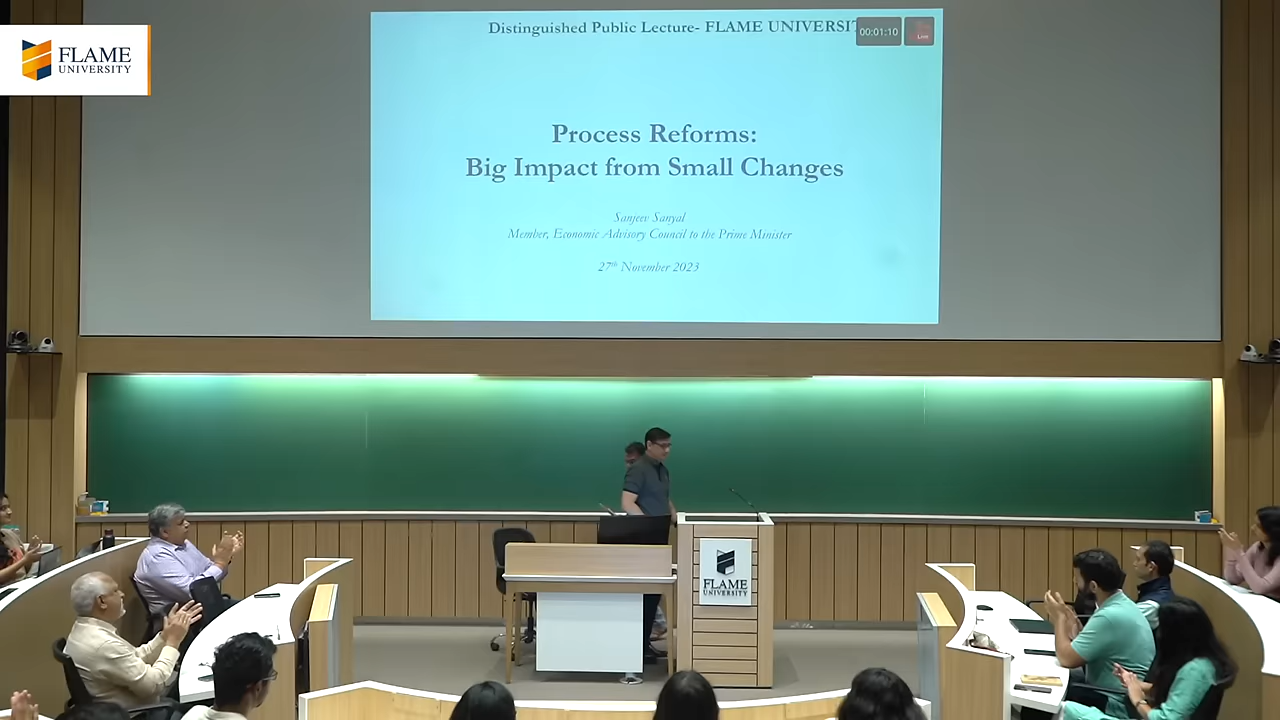 FLAME
UNIVERSITY
Distinguished Public Lecture- FLAME UNIVERSIT
00:01:10
Live
Process Reforms:
Big Impact from Small Changes
Sanjeev Sanyal
Member, Economic Advisory Council to the Prime Minister
27th November 2023
FLAME
UNIVERSITY